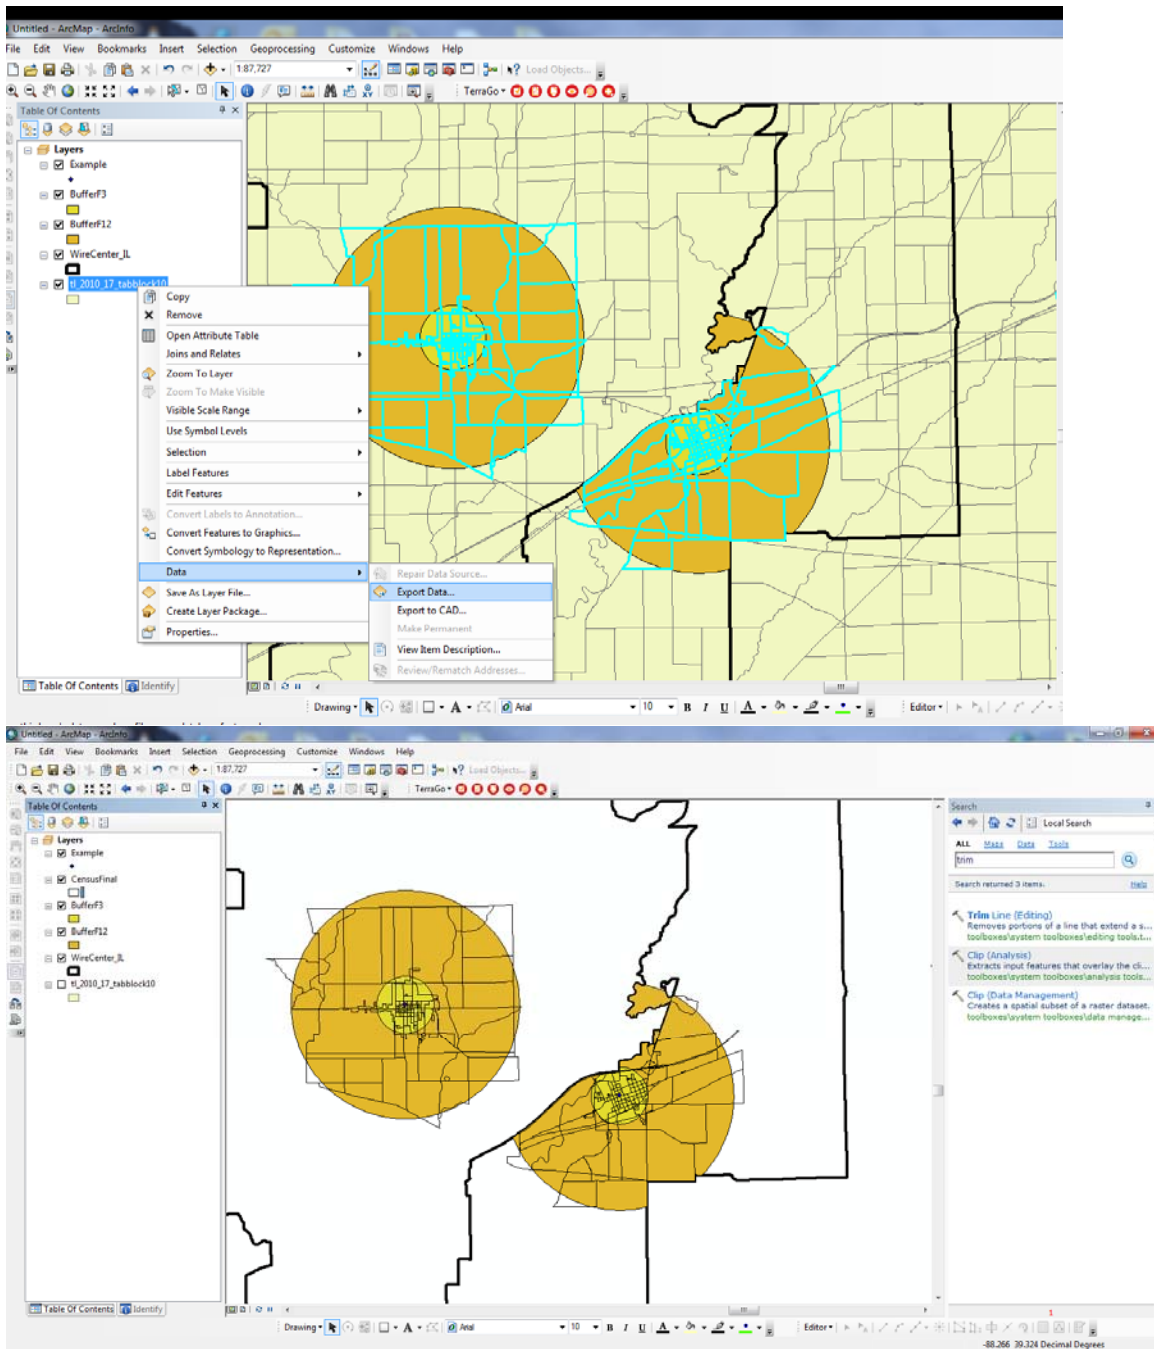 Untitled - ArcMap - ArcInfo
File Edit View Bookmarks Insert Selection Geoprocessing Customize Windows Help
1:87,727 Load Objects...
TerraGo
Table Of Contents
Layers
Example
BufferF3
BufferF12
WireCenter_IL
tl_2010_17_tabblock10
Copy
Remove
Open Attribute Table
Joins and Relates
Zoom To Layer
Zoom To Make Visible
Visible Scale Range
Use Symbol Levels
Selection
Label Features
Edit Features
Convert Labels to Annotation...
Convert Features to Graphics...
Convert Symbology to Representation...
Data
Save As Layer File...
Create Layer Package...
Properties...
Repair Data Source...
Export Data...
Export to CAD...
Make Permanent
View Item Description...
Review/Rematch Addresses...
Table Of Contents Identify
Drawing A Arial 10 B I U A Editor
Untitled - ArcMap - ArcInfo
File Edit View Bookmarks Insert Selection Geoprocessing Customize Windows Help
1:87,727 Load Objects...
TerraGo
Table Of Contents
Layers
Example
CensusFinal
BufferF3
BufferF12
WireCenter_IL
tl_2010_17_tabblock10
Search
Local Search
ALL Maps Data Tools
trim
Search returned 3 items. Help
Trim Line (Editing)
Removes portions of a line that extend a s...
toolboxes\system toolboxes\editing tools.t...
Clip (Analysis)
Extracts input features that overlay the cli...
toolboxes\system toolboxes\analysis tools...
Clip (Data Management)
Creates a spatial subset of a raster dataset.
toolboxes\system toolboxes\data manage...
Table Of Contents Identify
1
Drawing A Arial 10 B I U A Editor
-88.266 39.324 Decimal Degrees